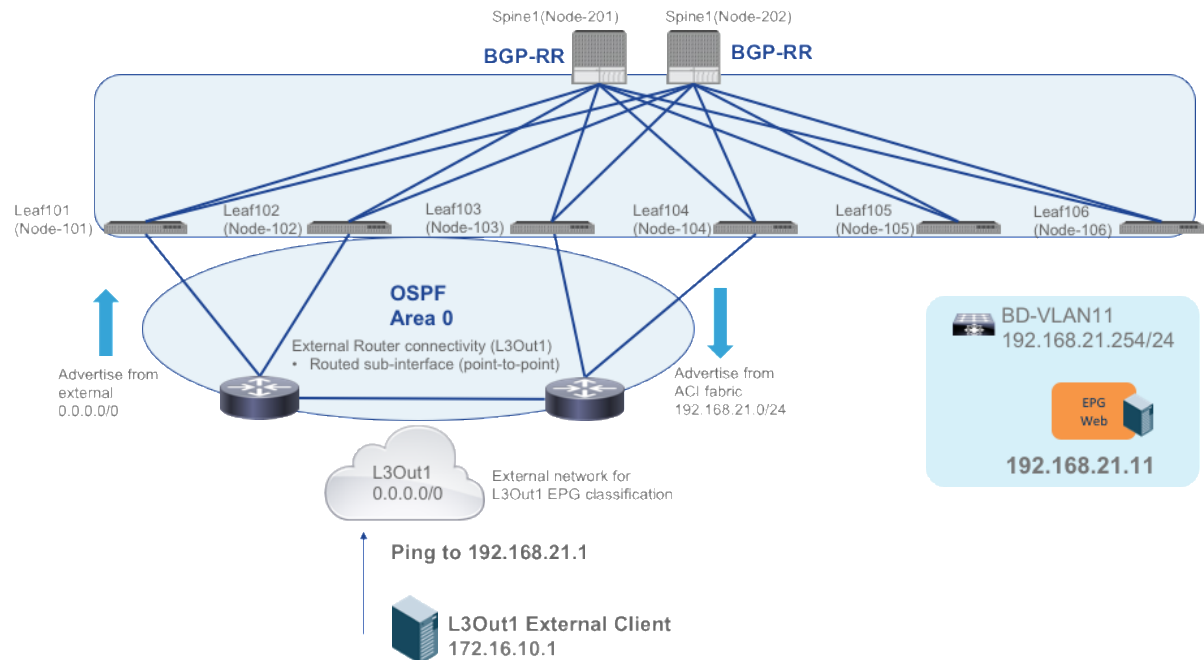 Spine1(Node-201)
Spine1(Node-202)
BGP-RR
BGP-RR
Leaf101
(Node-101)
Leaf102
(Node-102)
Leaf103
(Node-103)
Leaf104
(Node-104)
Leaf105
(Node-105)
Leaf106
(Node-106)
OSPF
Area 0
External Router connectivity (L3Out1)
• Routed sub-interface (point-to-point)
Advertise from
external
0.0.0.0/0
Advertise from
ACI fabric
192.168.21.0/24
BD-VLAN11
192.168.21.254/24
EPG
Web
192.168.21.11
L3Out1
0.0.0.0/0
External network for
L3Out1 EPG classification
Ping to 192.168.21.1
L3Out1 External Client
172.16.10.1